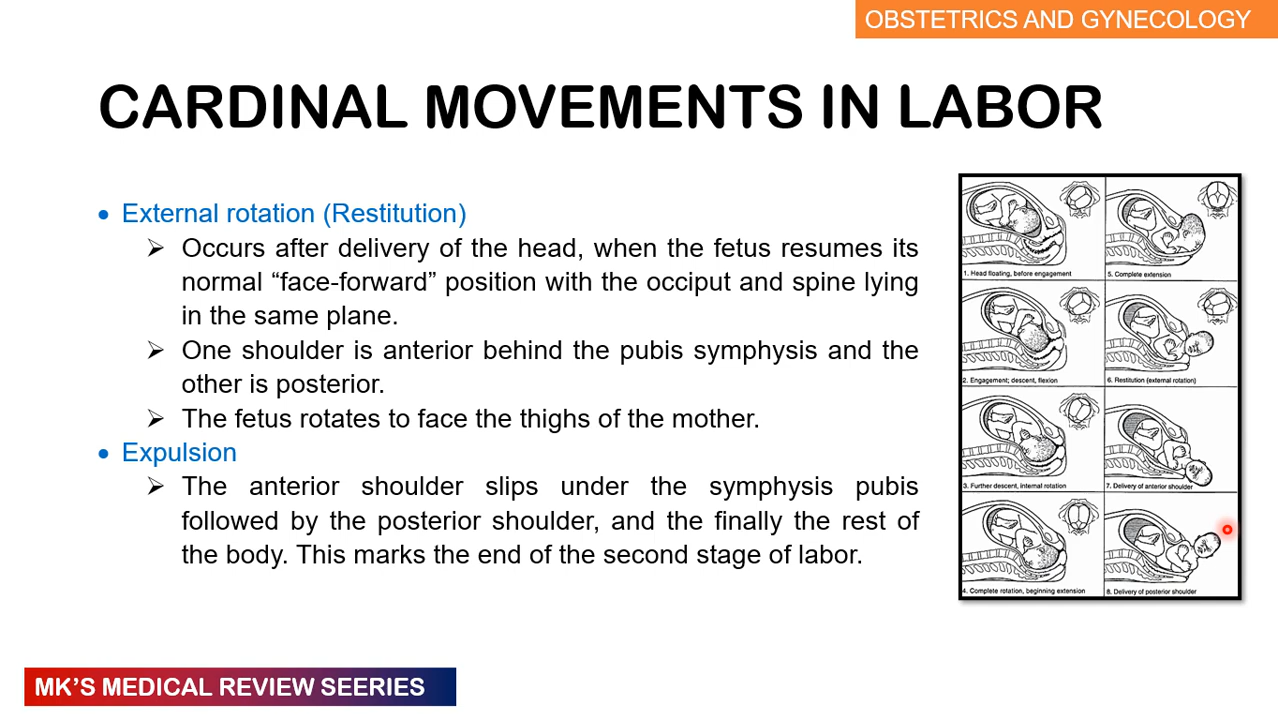 OBSTETRICS AND GYNECOLOGY
CARDINAL MOVEMENTS IN LABOR
• External rotation (Restitution)
➢ Occurs after delivery of the head, when the fetus resumes its
normal “face-forward” position with the occiput and spine lying
in the same plane.
➢ One shoulder is anterior behind the pubis symphysis and the
other is posterior.
➢ The fetus rotates to face the thighs of the mother.
• Expulsion
➢ The anterior shoulder slips under the symphysis pubis
followed by the posterior shoulder, and the finally the rest of
the body. This marks the end of the second stage of labor.
1. Head floating, before engagement
2. Engagement; descent, flexion
3. Further descent, internal rotation
4. Complete rotation, beginning extension
5. Complete extension
6. Restitution (external rotation)
7. Delivery of anterior shoulder
8. Delivery of posterior shoulder
MK’S MEDICAL REVIEW SEERIES